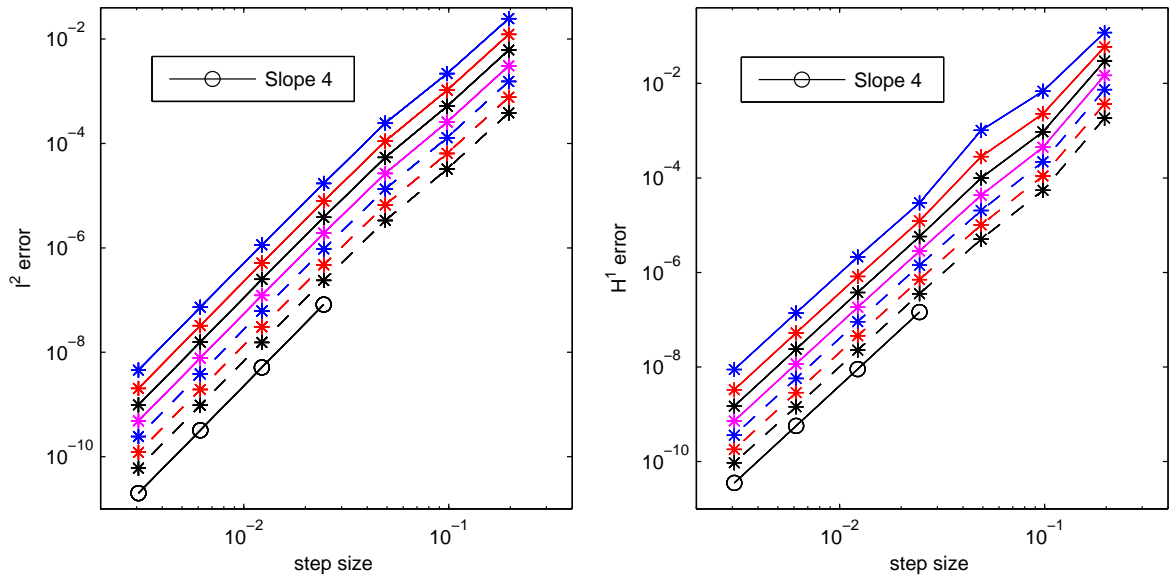 10⁻²
10⁻⁴
10⁻⁶
10⁻⁸
10⁻¹⁰
l² error
Slope 4
10⁻² 10⁻¹
step size
10⁻²
10⁻⁴
10⁻⁶
10⁻⁸
10⁻¹⁰
H¹ error
Slope 4
10⁻² 10⁻¹
step size